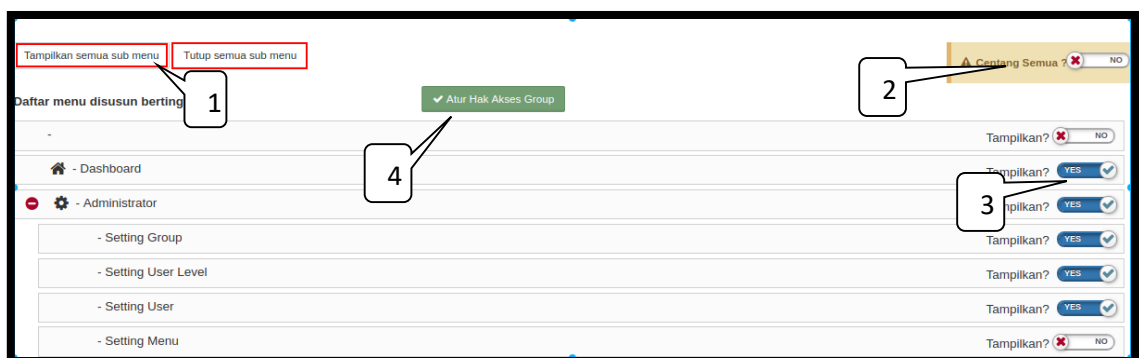 Tampilkan semua sub menu Tutup semua sub menu
Centang Semua ? NO
1
2
Daftar menu disusun berting
Atur Hak Akses Group
- Tampilkan? NO
4
- Dashboard Tampilkan? YES
3
- Administrator YES
- Setting Group Tampilkan? YES
- Setting User Level Tampilkan? YES
- Setting User Tampilkan? YES
- Setting Menu Tampilkan? NO